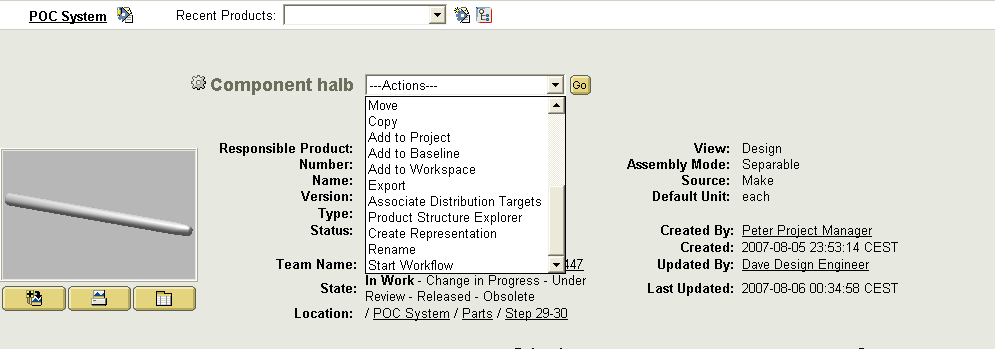 POC System Recent Products:
Component halb ---Actions--- Go
Move
Copy
Add to Project
Add to Baseline
Add to Workspace
Export
Associate Distribution Targets
Product Structure Explorer
Create Representation
Rename
Start Workflow
Responsible Product:
Number:
Name:
Version:
Type:
Status:
Team Name: 447
State: In Work - Change in Progress - Under
Review - Released - Obsolete
Location: / POC System / Parts / Step 29-30
View: Design
Assembly Mode: Separable
Source: Make
Default Unit: each
Created By: Peter Project Manager
Created: 2007-08-05 23:53:14 CEST
Updated By: Dave Design Engineer
Last Updated: 2007-08-06 00:34:58 CEST